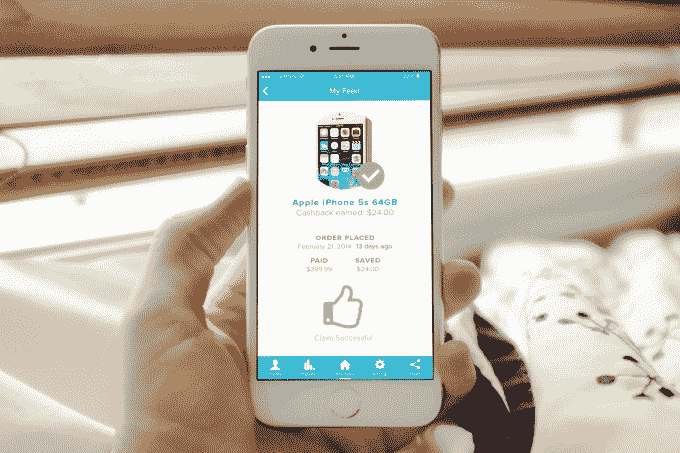 My Feed
Apple iPhone 5s 64GB
Cashback earned: $24.00
ORDER PLACED
February 21, 2014 13 days ago
PAID SAVED
$399.99 $24.00
Claim Successful